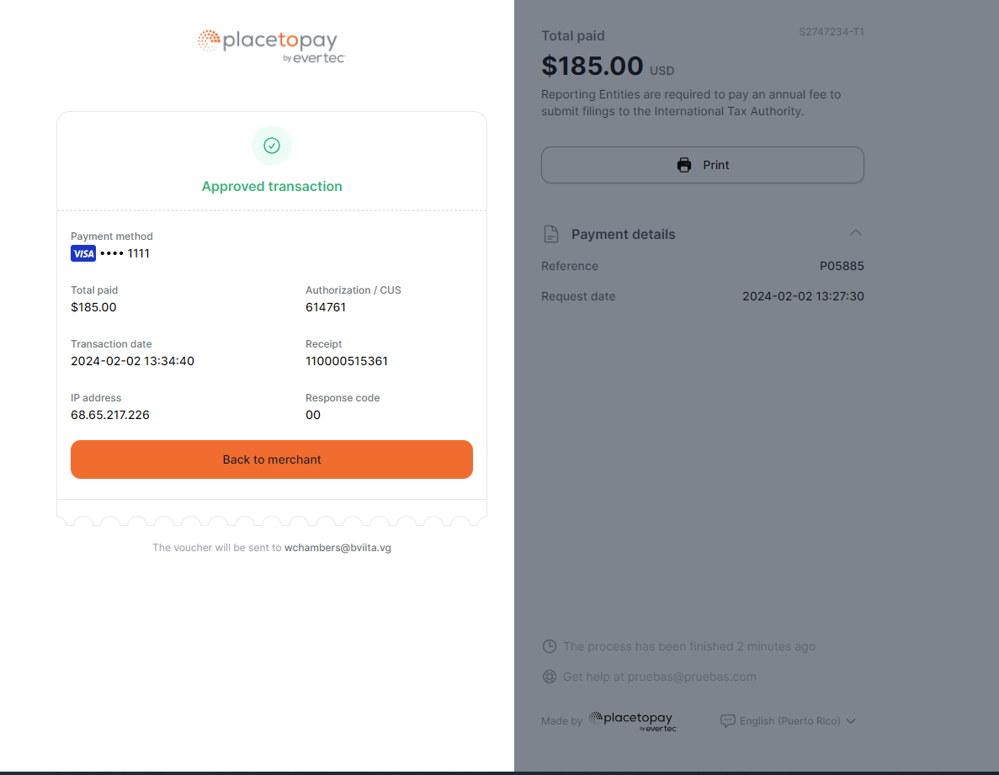 placetopay
by evertec
Approved transaction
Payment method
VISA •••• 1111
Total paid
$185.00
Authorization / CUS
614761
Transaction date
2024-02-02 13:34:40
Receipt
110000515361
IP address
68.65.217.226
Response code
00
Back to merchant
The voucher will be sent to wchambers@bviita.vg
Total paid
S2747234-T1
$185.00 USD
Reporting Entities are required to pay an annual fee to
submit filings to the International Tax Authority.
Print
Payment details
Reference
P05885
Request date
2024-02-02 13:27:30
The process has been finished 2 minutes ago
Get help at pruebas@pruebas.com
Made by placetopay
by evertec
English (Puerto Rico)